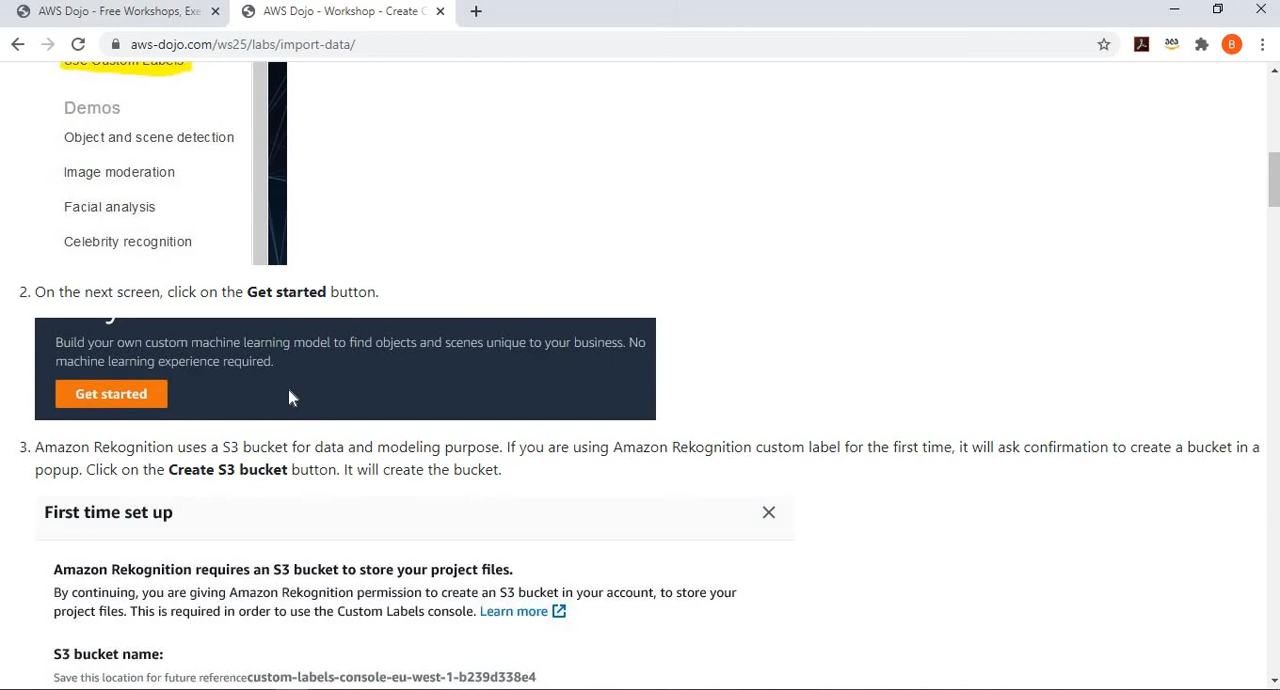 AWS Dojo - Free Workshops, Exe
AWS Dojo - Workshop - Create C
aws-dojo.com/ws25/labs/import-data/
B
Use Custom Labels
Demos
Object and scene detection
Image moderation
Facial analysis
Celebrity recognition
2. On the next screen, click on the Get started button.
Build your own custom machine learning model to find objects and scenes unique to your business. No
machine learning experience required.
Get started
3. Amazon Rekognition uses a S3 bucket for data and modeling purpose. If you are using Amazon Rekognition custom label for the first time, it will ask confirmation to create a bucket in a
popup. Click on the Create S3 bucket button. It will create the bucket.
First time set up
Amazon Rekognition requires an S3 bucket to store your project files.
By continuing, you are giving Amazon Rekognition permission to create an S3 bucket in your account, to store your
project files. This is required in order to use the Custom Labels console. Learn more
S3 bucket name:
Save this location for future referencecustom-labels-console-eu-west-1-b239d338e4